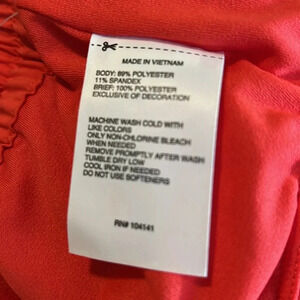 MADE IN VIETNAM
BODY: 89% POLYESTER
11% SPANDEX
BRIEF: 100% POLYESTER
EXCLUSIVE OF DECORATION
MACHINE WASH COLD WITH
LIKE COLORS
ONLY NON-CHLORINE BLEACH
WHEN NEEDED
REMOVE PROMPTLY AFTER WASH
TUMBLE DRY LOW
COOL IRON IF NEEDED
DO NOT USE SOFTENERS
RN# 104141